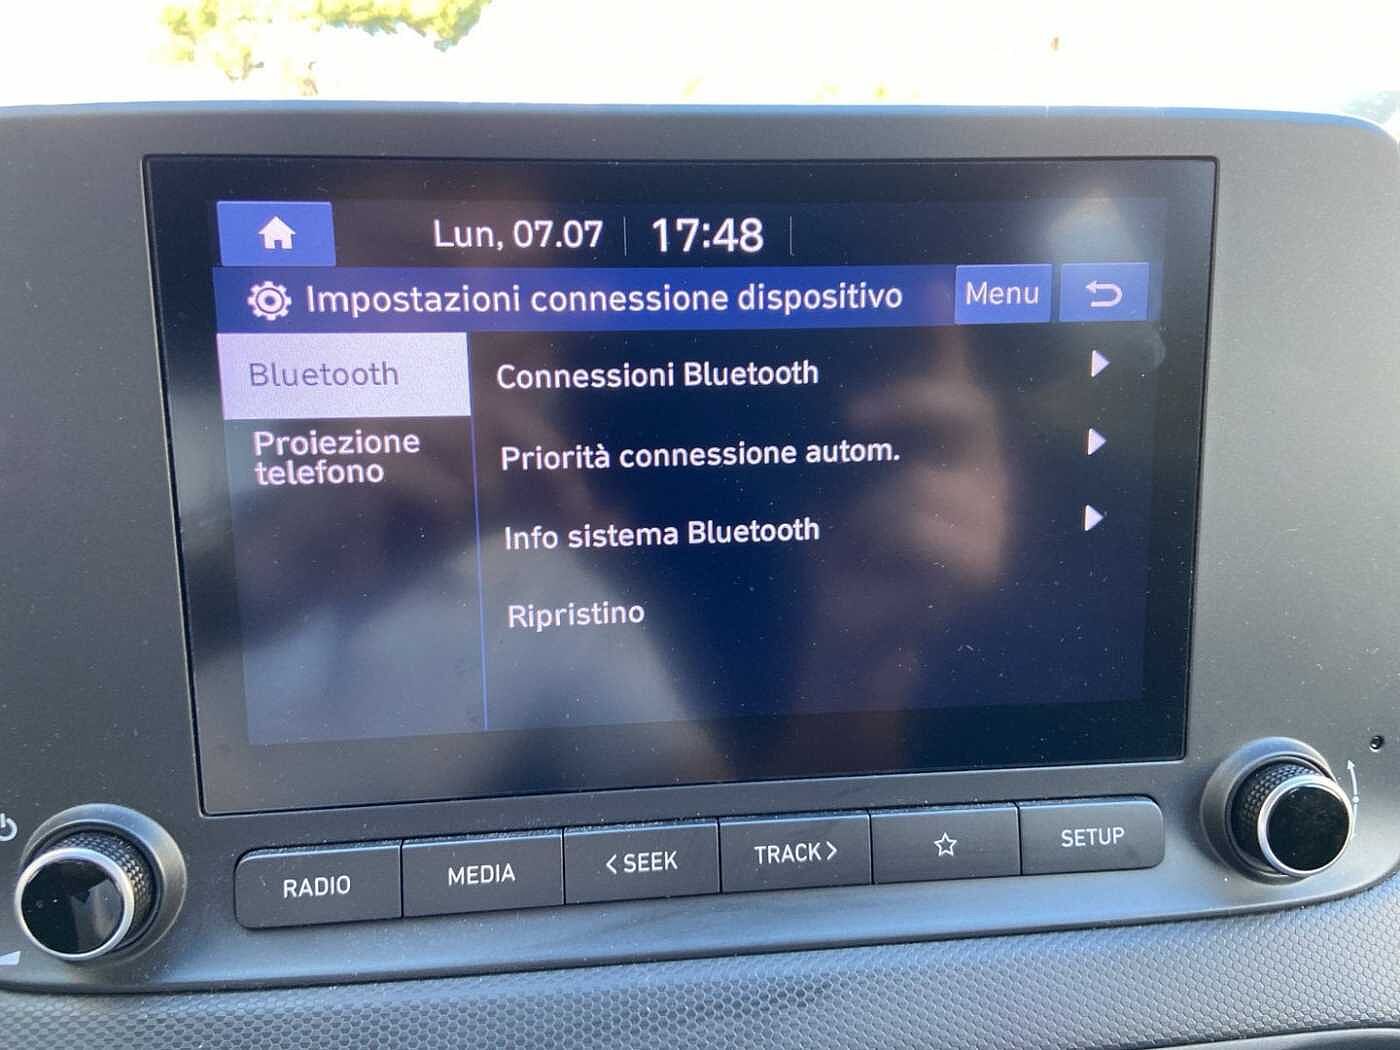 Lun, 07.07 17:48
Impostazioni connessione dispositivo Menu
Bluetooth
Proiezione
telefono
Connessioni Bluetooth
Priorità connessione autom.
Info sistema Bluetooth
Ripristino
RADIO MEDIA < SEEK TRACK > SETUP